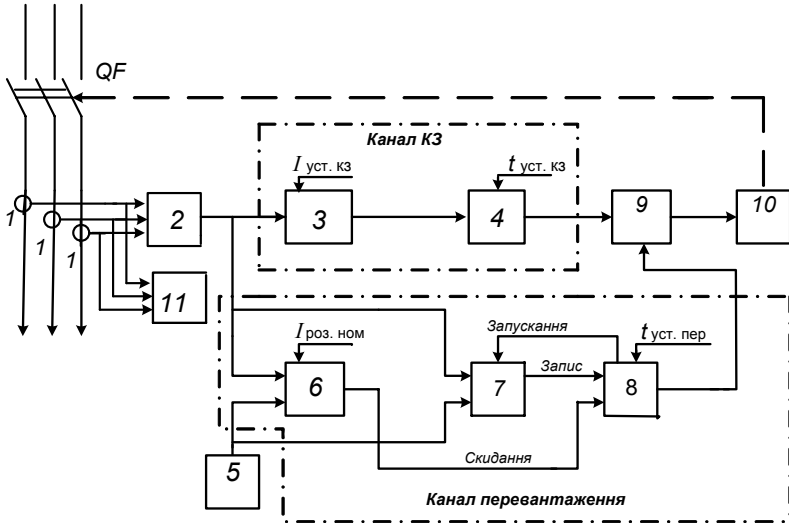 QF
Канал КЗ
I уст. кз
t уст. кз
1
1
1
2
3
4
9
10
11
I роз. ном
Запускання
t уст. пер
Запис
6
7
8
5
Скидання
Канал перевантаження